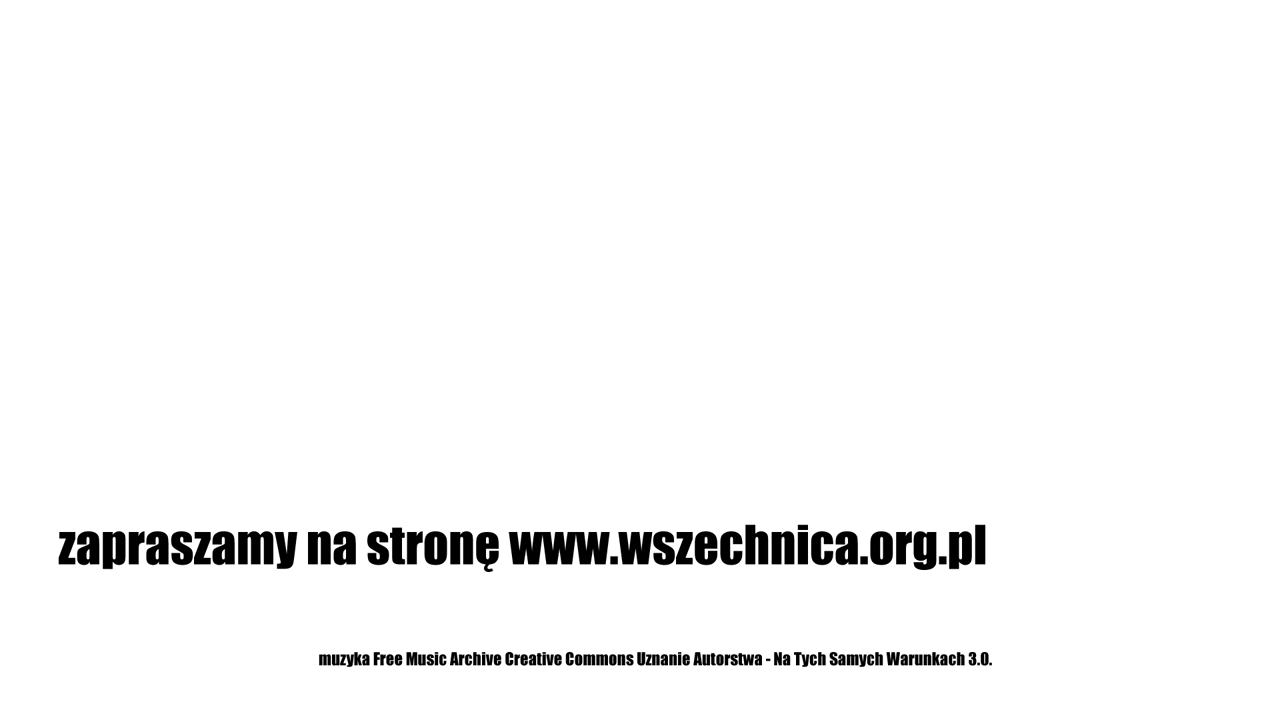 zapraszamy na stronę www.wszechnica.org.pl
muzyka Free Music Archive Creative Commons Uznanie Autorstwa - Na Tych Samych Warunkach 3.0.